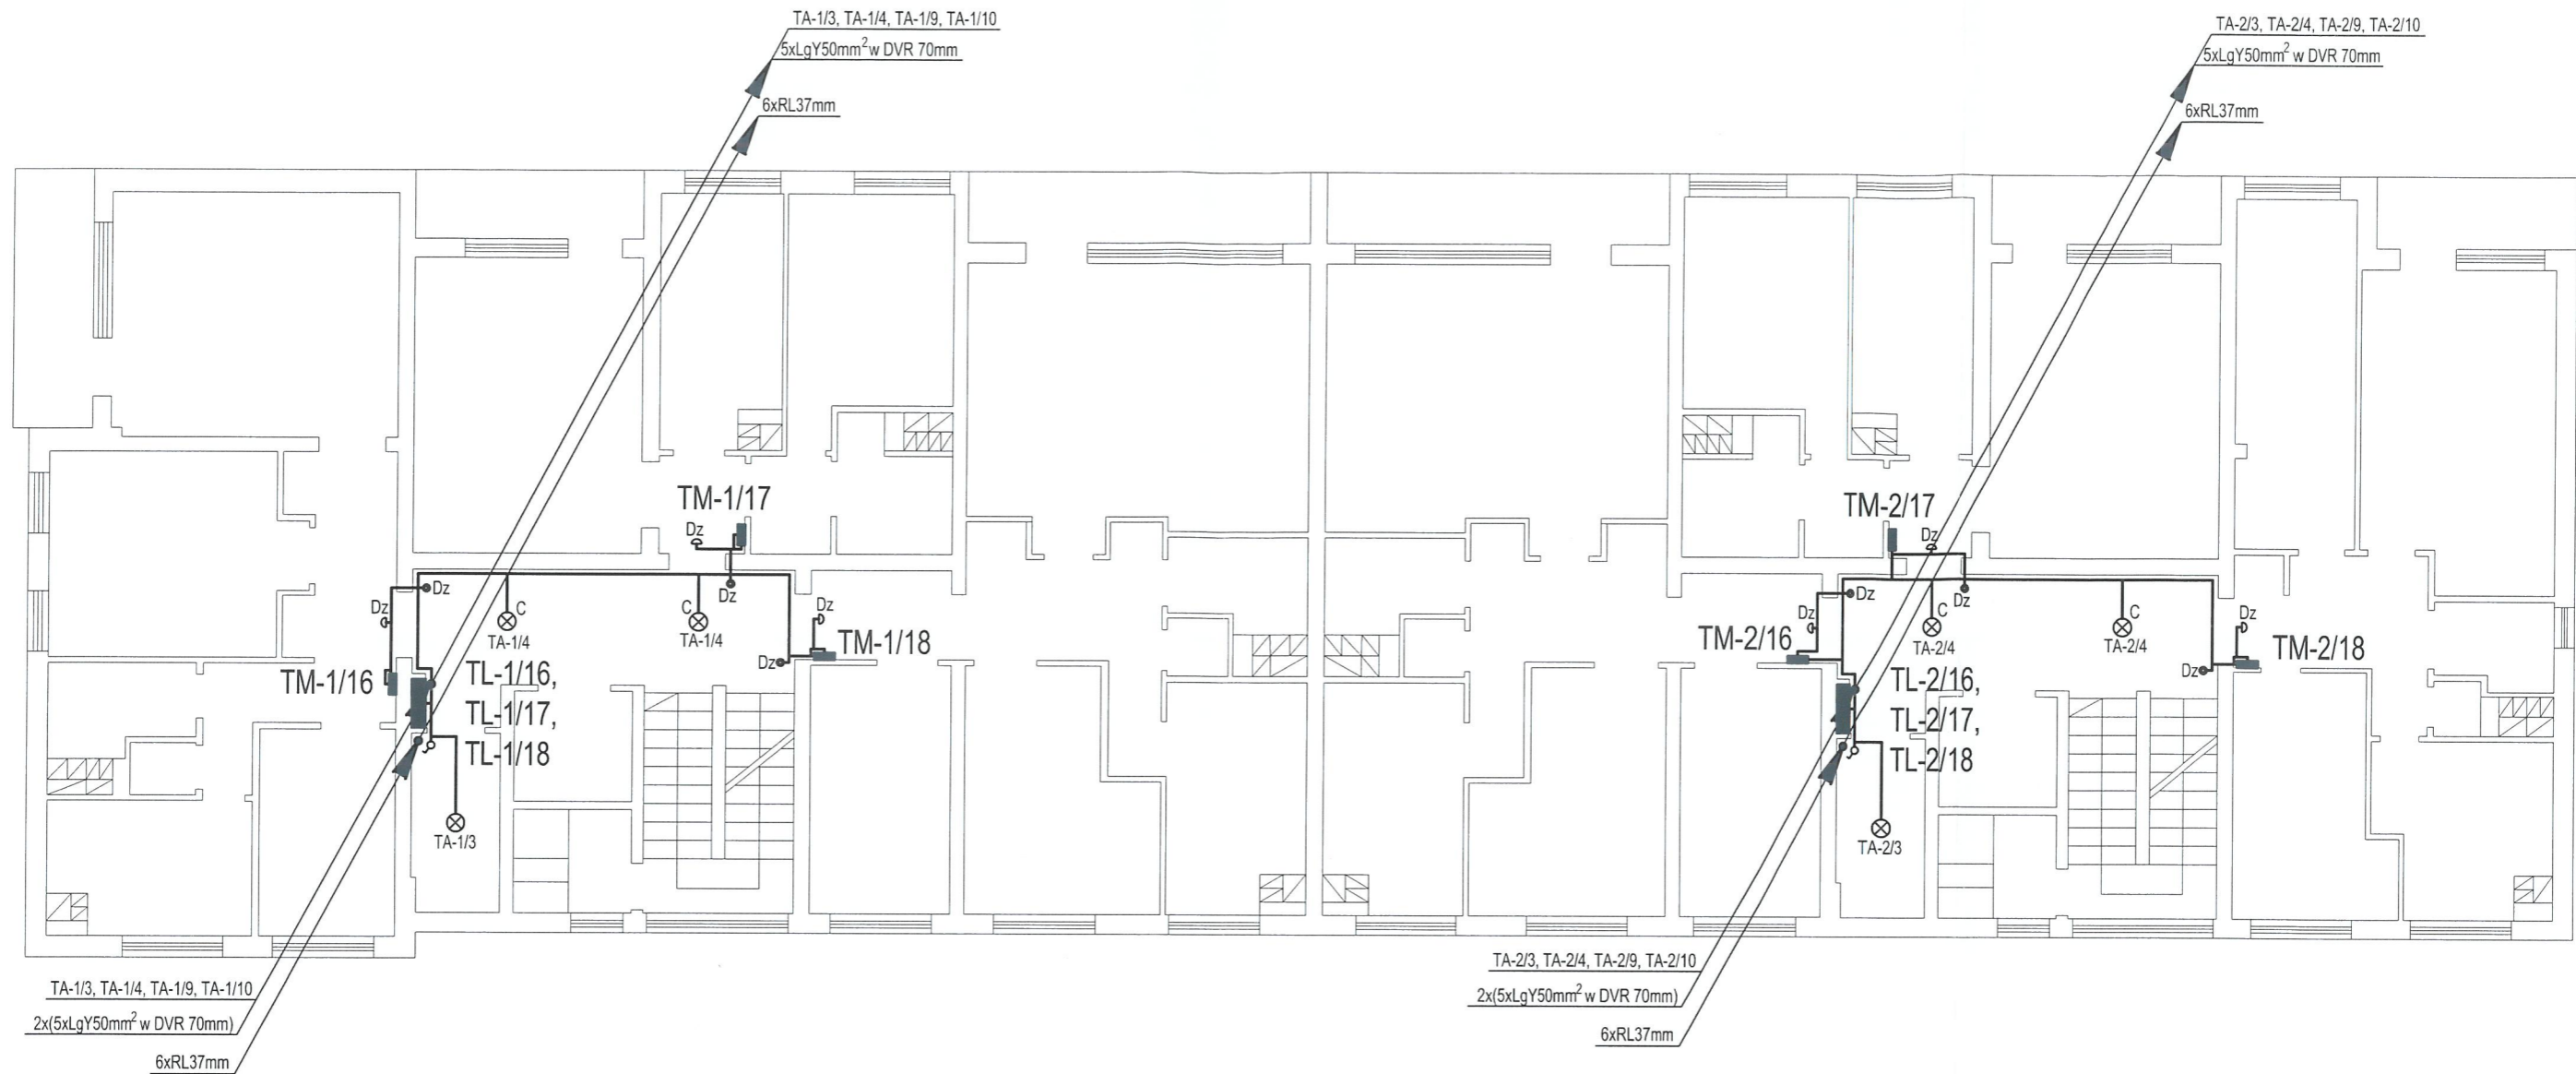 TA-1/3, TA-1/4, TA-1/9, TA-1/10
5xLgY50mm² w DVR 70mm
6xRL37mm
TA-2/3, TA-2/4, TA-2/9, TA-2/10
5xLgY50mm² w DVR 70mm
6xRL37mm
TM-1/17
Dz
Dz
Dz
Dz
C
TA-1/4
C
TA-1/4
Dz
Dz
TM-1/18
TM-1/16
TL-1/16,
TL-1/17,
TL-1/18
TA-1/3
TM-2/17
Dz
Dz
Dz
Dz
C
TA-2/4
C
TA-2/4
Dz
Dz
TM-2/16
TM-2/18
TL-2/16,
TL-2/17,
TL-2/18
TA-2/3
TA-1/3, TA-1/4, TA-1/9, TA-1/10
2x(5xLgY50mm² w DVR 70mm)
6xRL37mm
TA-2/3, TA-2/4, TA-2/9, TA-2/10
2x(5xLgY50mm² w DVR 70mm)
6xRL37mm